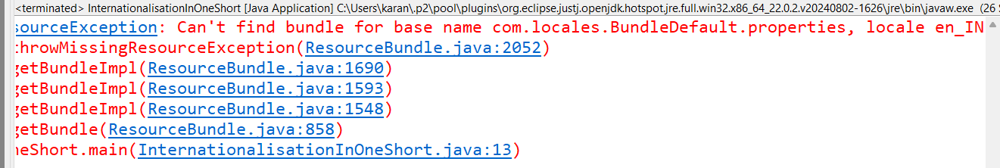 <terminated> InternationalisationInOneShort [Java Application] C:\Users\karan\.p2\pool\plugins\org.eclipse.justj.openjdk.hotspot.jre.full.win32.x86_64_22.0.2.v20240802-1626\jre\bin\javaw.exe (26 S
sourceException: Can't find bundle for base name com.locales.BundleDefault.properties, locale en_IN
throwMissingResourceException(ResourceBundle.java:2052)
getBundleImpl(ResourceBundle.java:1690)
getBundleImpl(ResourceBundle.java:1593)
getBundleImpl(ResourceBundle.java:1548)
getBundle(ResourceBundle.java:858)
neShort.main(InternationalisationInOneShort.java:13)